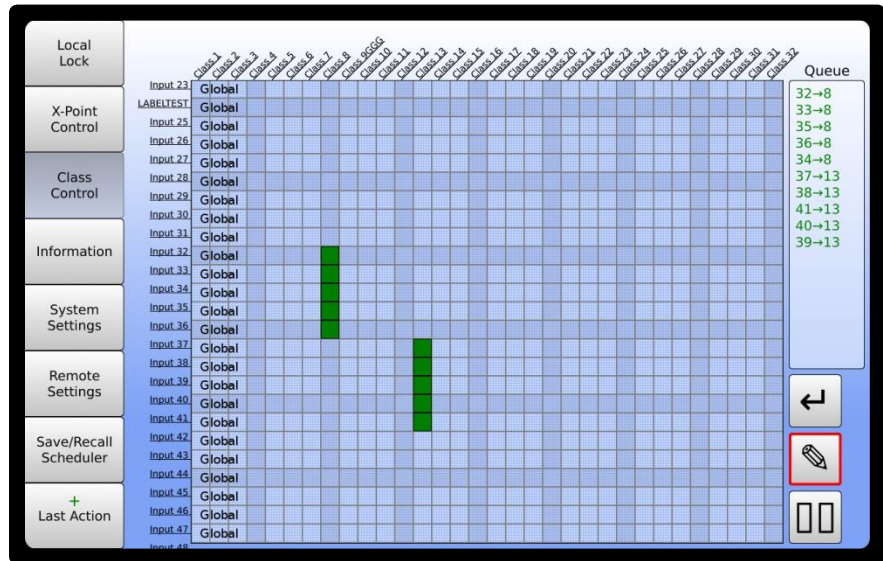 Local
Lock
X-Point
Control
Class
Control
Information
System
Settings
Remote
Settings
Save/Recall
Scheduler
+
Last Action
Class 1
Class 2
Class 3
Class 4
Class 5
Class 6
Class 7
Class 8
Class 9GGG
Class 10
Class 11
Class 12
Class 13
Class 14
Class 15
Class 16
Class 17
Class 18
Class 19
Class 20
Class 21
Class 22
Class 23
Class 24
Class 25
Class 26
Class 27
Class 28
Class 29
Class 30
Class 31
Class 32
Input 23 Global
LABELTEST Global
Input 25 Global
Input 26 Global
Input 27 Global
Input 28 Global
Input 29 Global
Input 30 Global
Input 31 Global
Input 32 Global
Input 33 Global
Input 34 Global
Input 35 Global
Input 36 Global
Input 37 Global
Input 38 Global
Input 39 Global
Input 40 Global
Input 41 Global
Input 42 Global
Input 43 Global
Input 44 Global
Input 45 Global
Input 46 Global
Input 47 Global
Input 48
Queue
32→8
33→8
35→8
36→8
34→8
37→13
38→13
41→13
40→13
39→13